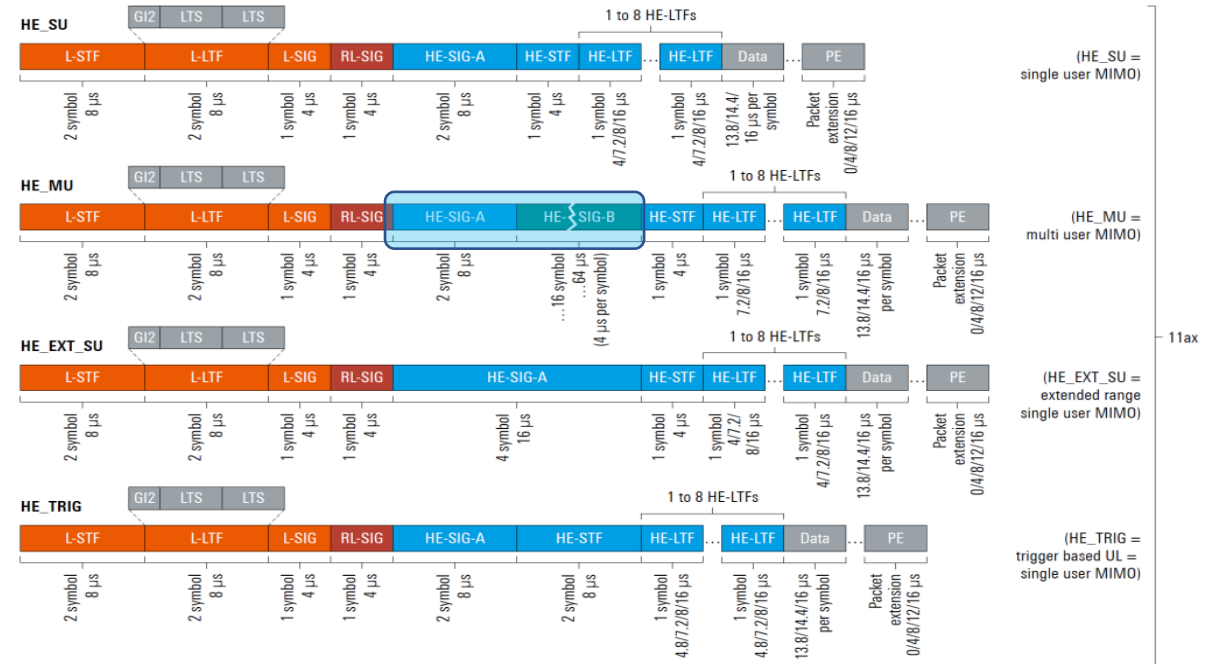 1 to 8 HE-LTFs
HE_SU
GI2 LTS LTS
L-STF L-LTF L-SIG RL-SIG HE-SIG-A HE-STF HE-LTF ... HE-LTF Data ... PE
(HE_SU =
single user MIMO)
2 symbol
8 µs
2 symbol
8 µs
1 symbol
4 µs
1 symbol
4 µs
2 symbol
8 µs
1 symbol
4 µs
1 symbol
4/7.2/8/16 µs
1 symbol
4/7.2/8/16 µs
13.8/14.4/
16 µs per
symbol
Packet
extension
0/4/8/12/16 µs
HE_MU
GI2 LTS LTS
1 to 8 HE-LTFs
L-STF L-LTF L-SIG RL-SIG HE-SIG-A HE-SIG-B HE-STF HE-LTF ... HE-LTF Data ... PE
(HE_MU =
multi user MIMO)
2 symbol
8 µs
2 symbol
8 µs
1 symbol
4 µs
1 symbol
4 µs
2 symbol
8 µs
...16 symbol
...64 µs
(4 µs per symbol)
1 symbol
4 µs
1 symbol
7.2/8/16 µs
1 symbol
7.2/8/16 µs
13.8/14.4/16 µs
per symbol
Packet
extension
0/4/8/12/16 µs
11ax
HE_EXT_SU
GI2 LTS LTS
1 to 8 HE-LTFs
L-STF L-LTF L-SIG RL-SIG HE-SIG-A HE-STF HE-LTF ... HE-LTF Data ... PE
(HE_EXT_SU =
extended range
single user MIMO)
2 symbol
8 µs
2 symbol
8 µs
1 symbol
4 µs
1 symbol
4 µs
4 symbol
16 µs
1 symbol
4 µs
1 symbol
4/7.2/
8/16 µs
1 symbol
4/7.2/8/16 µs
13.8/14.4/16 µs
per symbol
Packet
extension
0/4/8/12/16 µs
HE_TRIG
GI2 LTS LTS
1 to 8 HE-LTFs
L-STF L-LTF L-SIG RL-SIG HE-SIG-A HE-STF HE-LTF ... HE-LTF Data ... PE
(HE_TRIG =
trigger based UL =
single user MIMO)
2 symbol
8 µs
2 symbol
8 µs
1 symbol
4 µs
1 symbol
4 µs
2 symbol
8 µs
2 symbol
8 µs
1 symbol
4.8/7.2/8/16 µs
1 symbol
4.8/7.2/8/16 µs
13.8/14.4/16 µs
per symbol
Packet
extension
0/4/8/12/16 µs